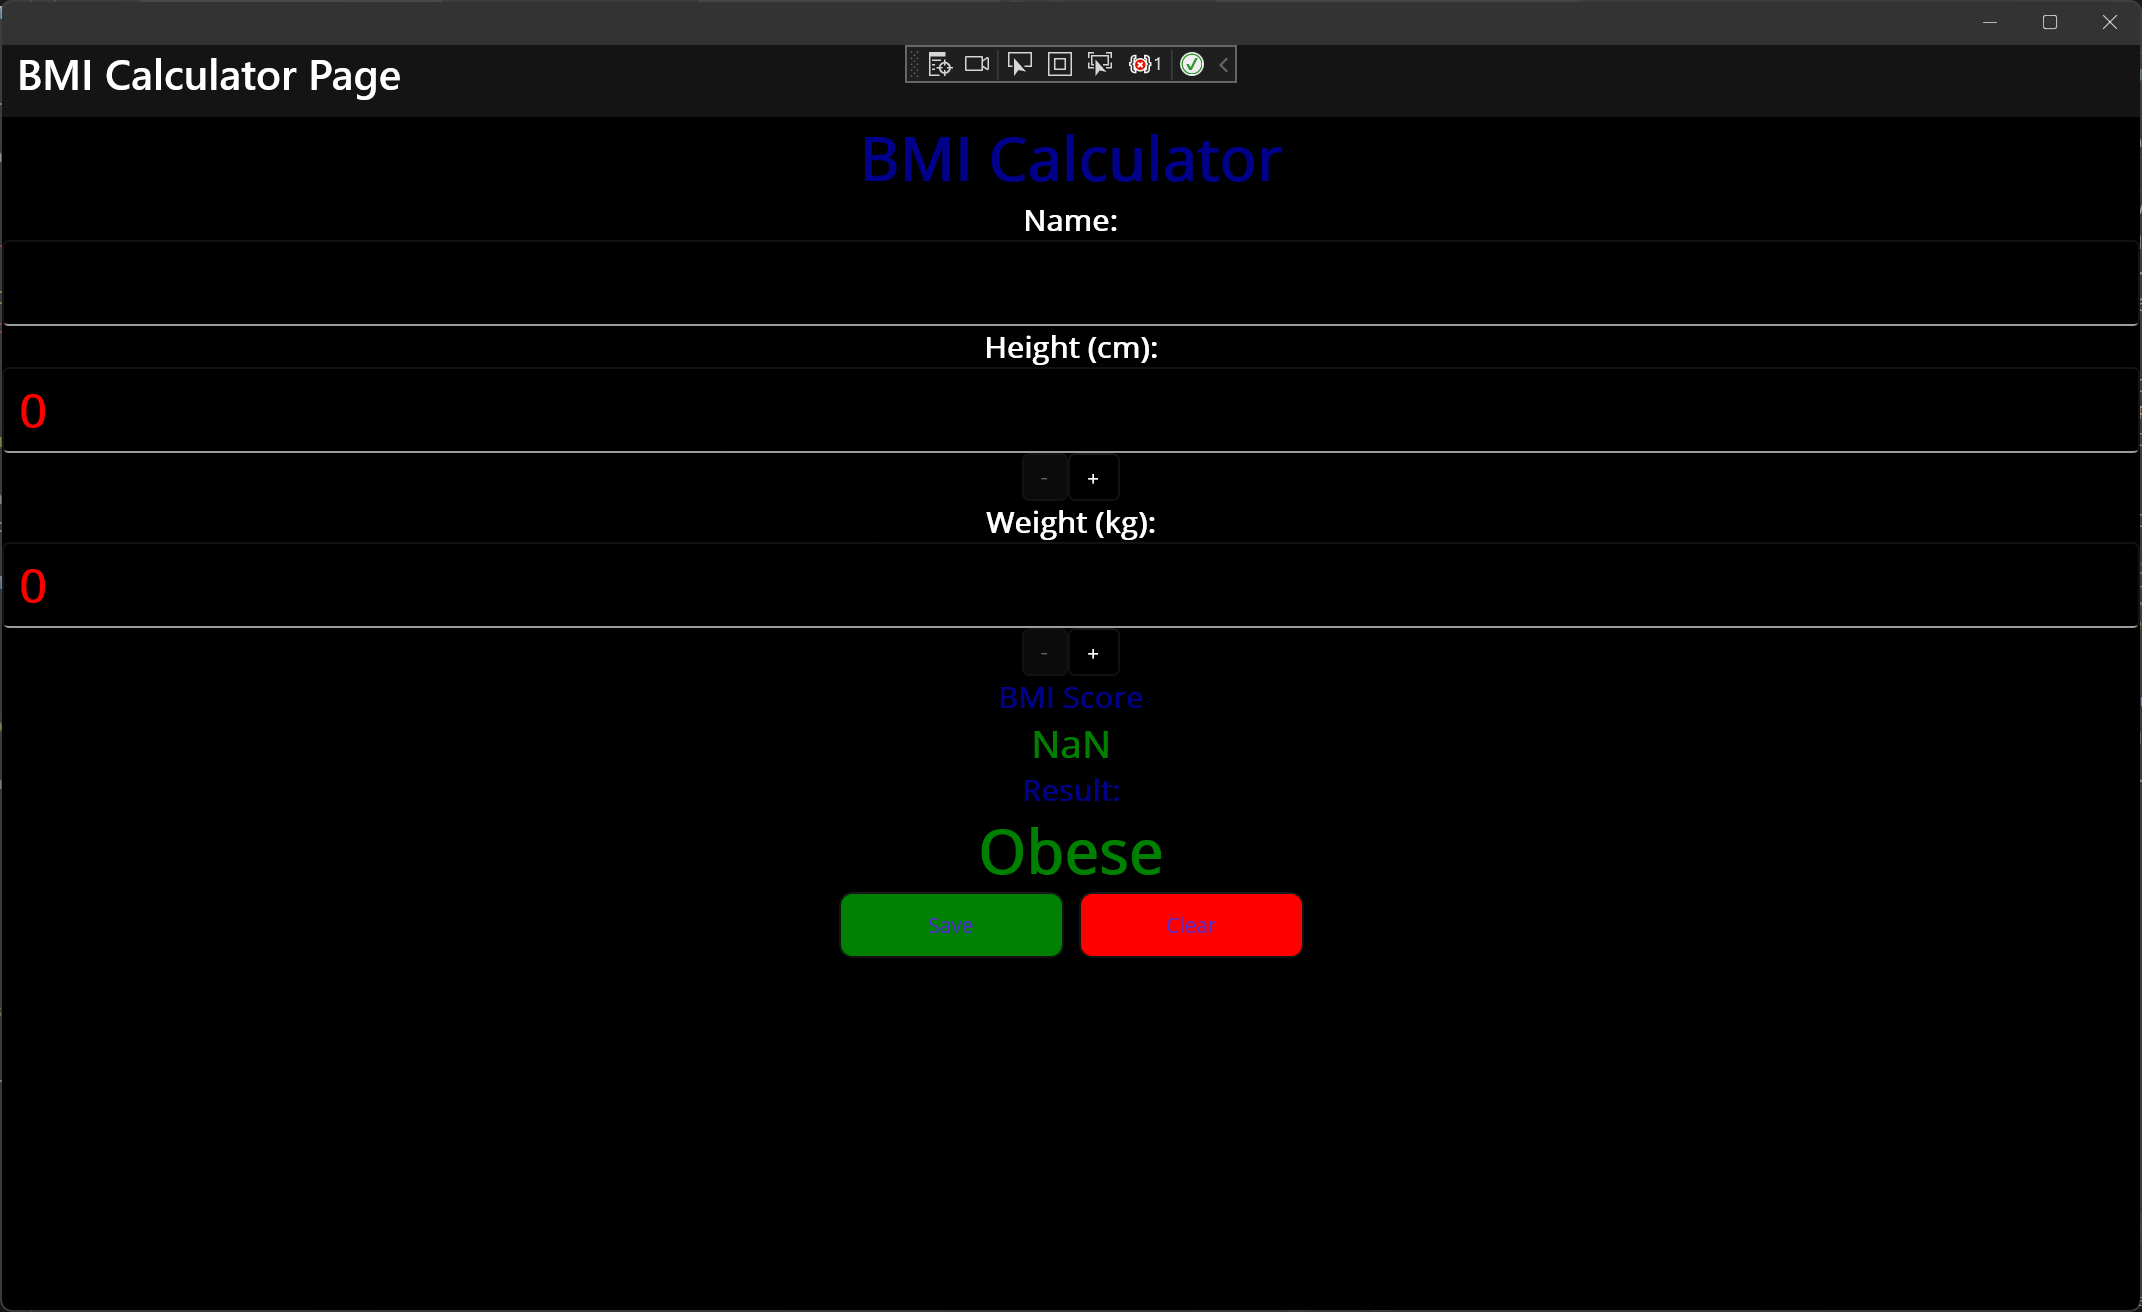 BMI Calculator Page
1
BMI Calculator
Name:
Height (cm):
0
- +
Weight (kg):
0
- +
BMI Score
NaN
Result:
Obese
Save Clear